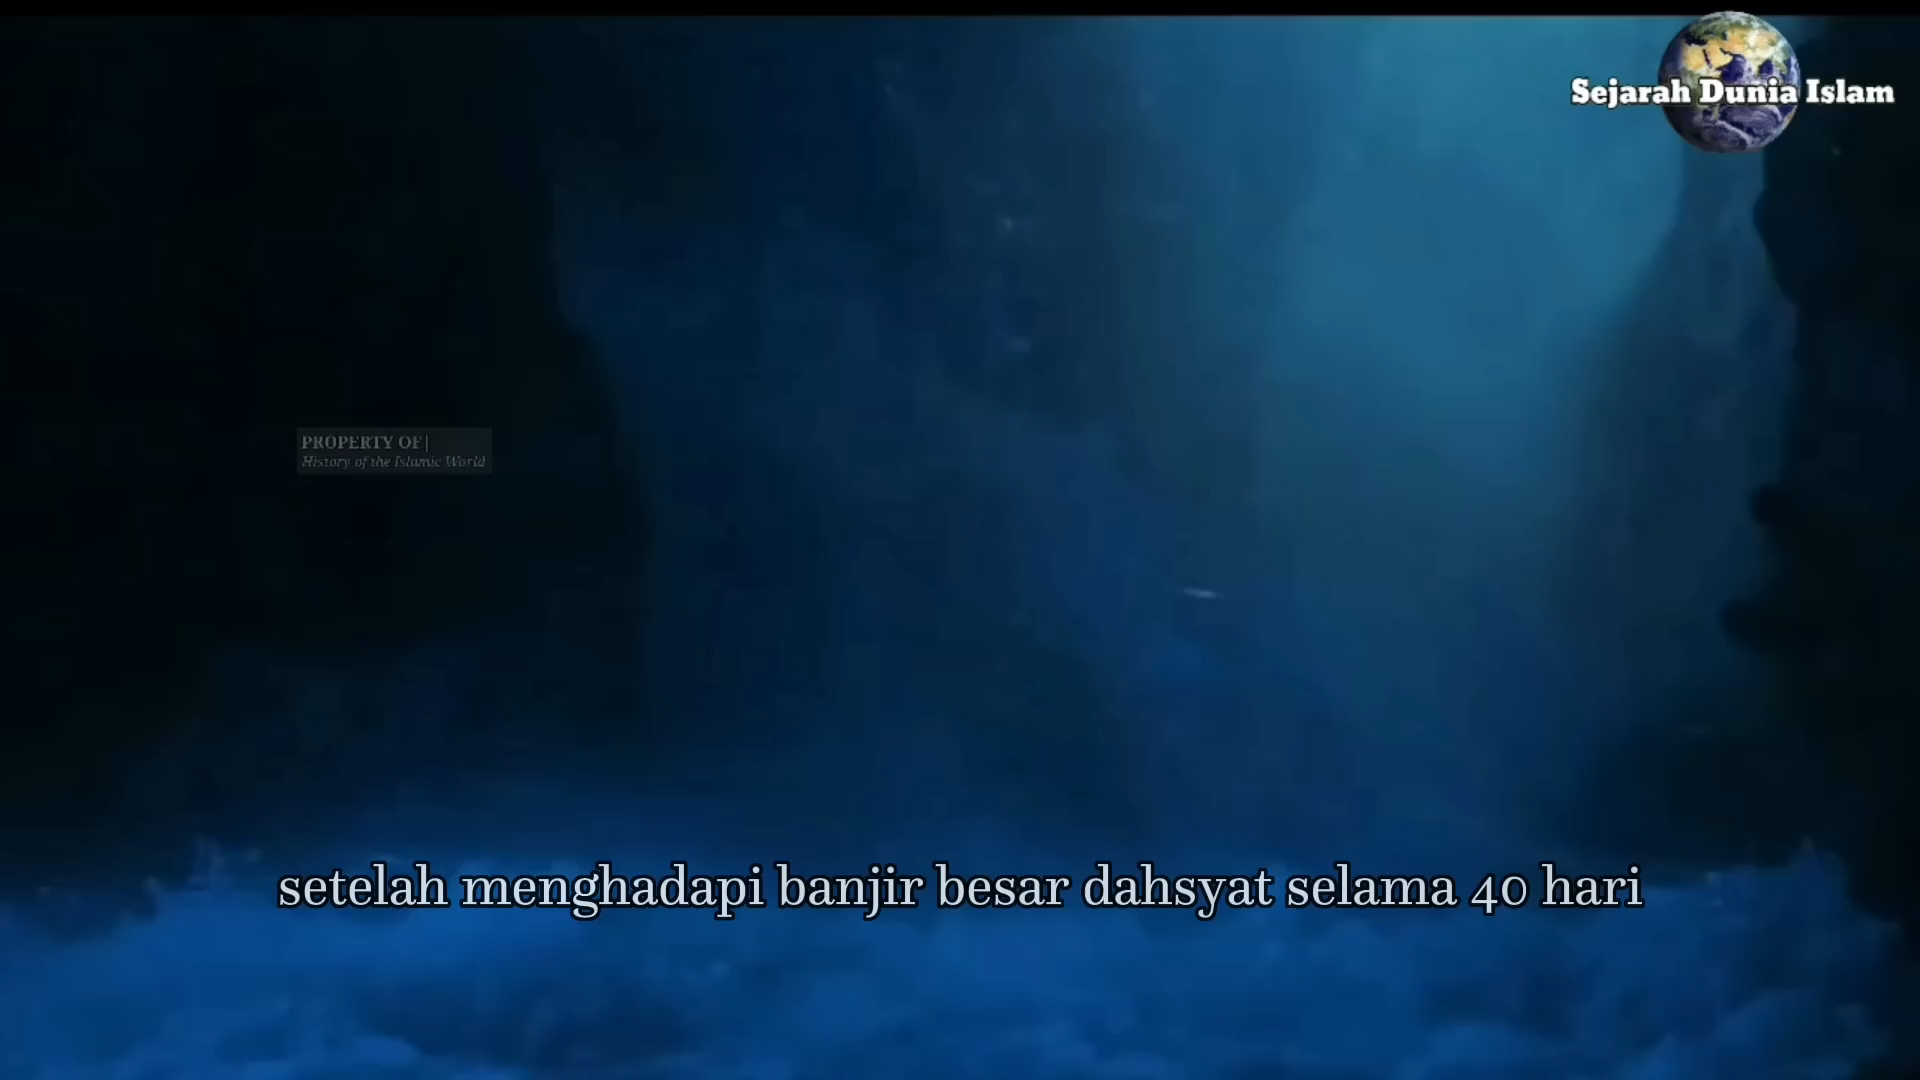 Sejarah Dunia Islam
PROPERTY OF|
History of the Islamic World
setelah menghadapi banjir besar dahsyat selama 40 hari